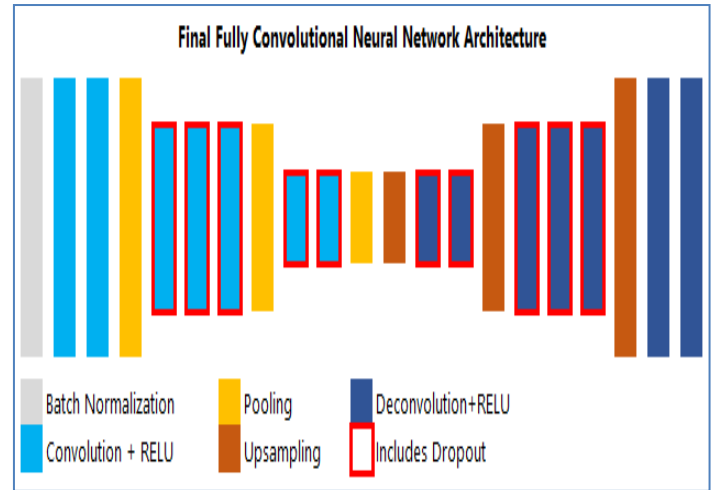 Final Fully Convolutional Neural Network Architecture
Batch Normalization
Pooling
Deconvolution+RELU
Convolution + RELU
Upsampling
Includes Dropout